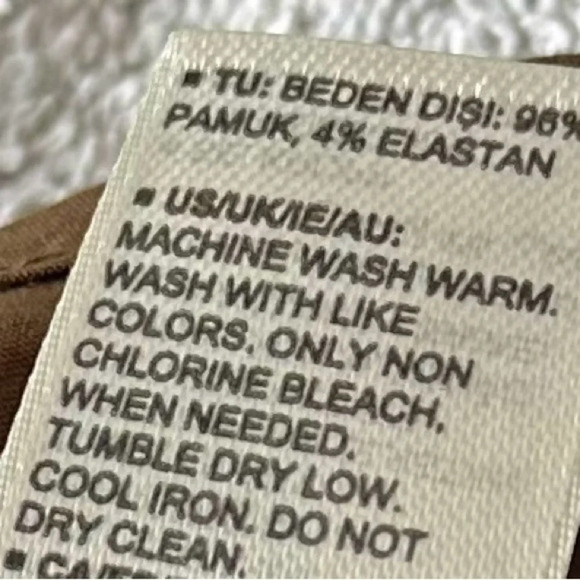 ▪ TU: BEDEN DIŞI: 96%
PAMUK, 4% ELASTAN
▪ US/UK/IE/AU:
MACHINE WASH WARM.
WASH WITH LIKE
COLORS. ONLY NON
CHLORINE BLEACH,
WHEN NEEDED.
TUMBLE DRY LOW.
COOL IRON. DO NOT
DRY CLEAN.